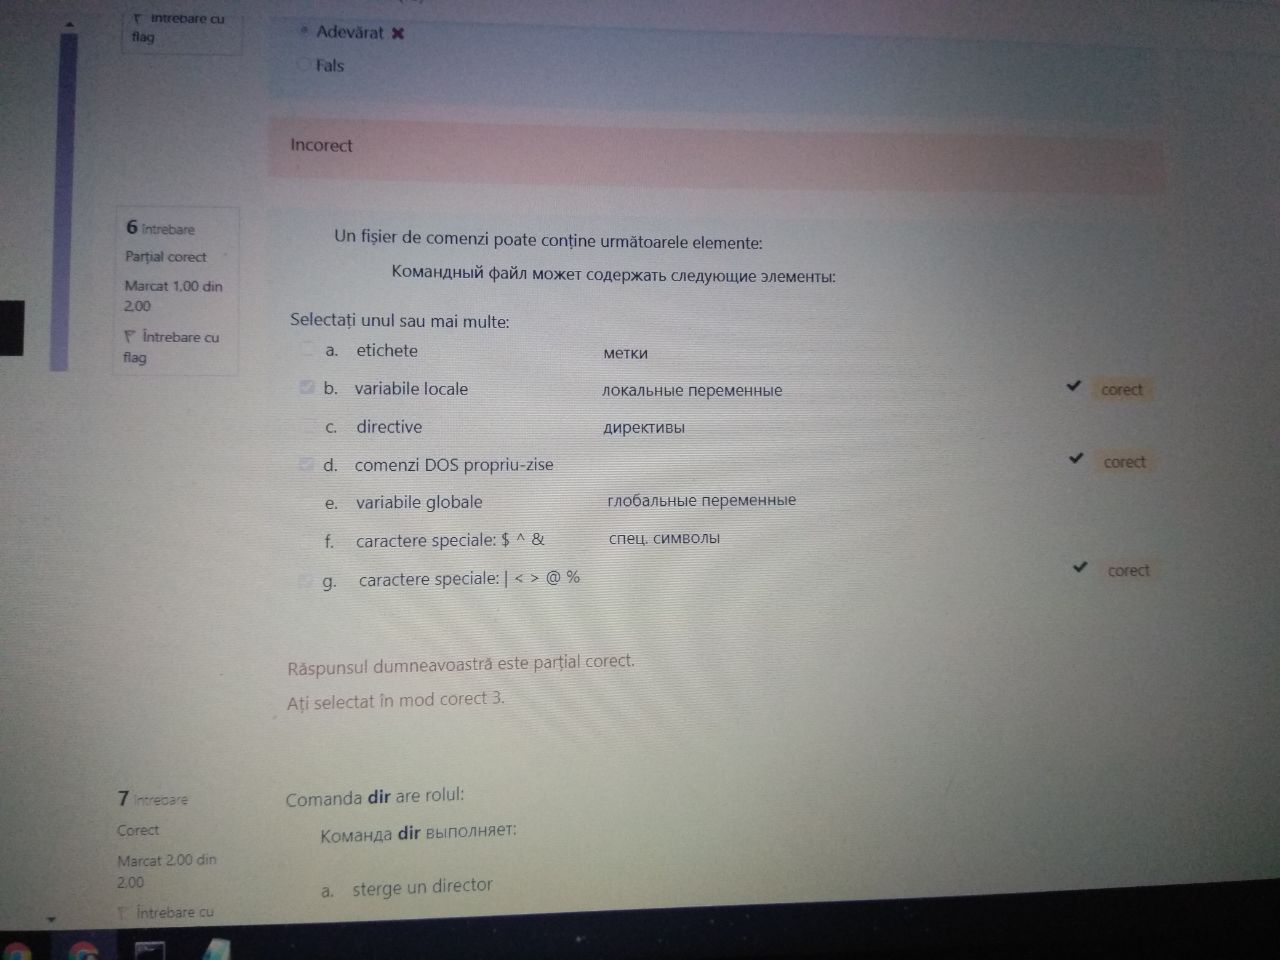 Întrebare cu
flag
Adevărat
Fals
Incorect
6 Întrebare
Parțial corect
Marcat 1,00 din
2,00
Întrebare cu
flag
Un fișier de comenzi poate conține următoarele elemente:
Командный файл может содержать следующие элементы:
Selectați unul sau mai multe:
a. etichete метки
b. variabile locale локальные переменные corect
c. directive директивы
d. comenzi DOS propriu-zise corect
e. variabile globale глобальные переменные
f. caractere speciale: $ ^ & спец. символы
g. caractere speciale: | < > @ % corect
Răspunsul dumneavoastră este parțial corect.
Ați selectat în mod corect 3.
7 Întrebare
Corect
Marcat 2,00 din
2,00
Întrebare cu
Comanda dir are rolul:
Команда dir выполняет:
a. sterge un director